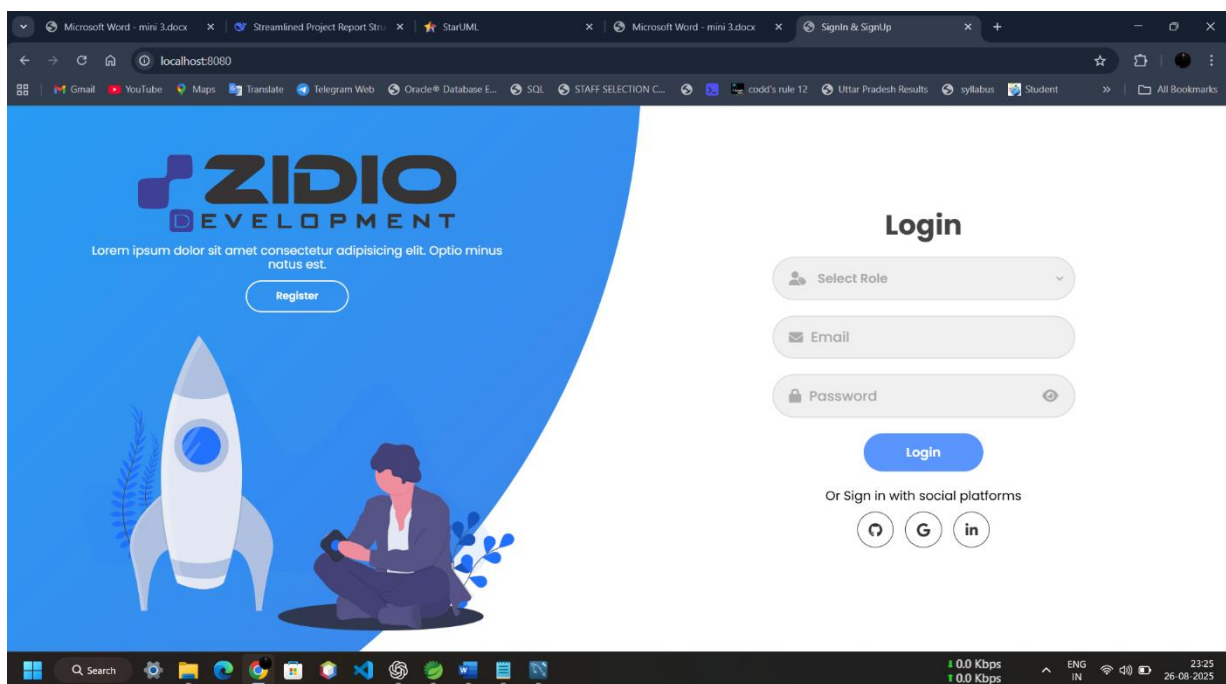 Microsoft Word - mini 3.docx
Streamlined Project Report Stru
StarUML
Microsoft Word - mini 3.docx
SignIn & SignUp
localhost:8080
Gmail
YouTube
Maps
Translate
Telegram Web
Oracle® Database E...
SQL
STAFF SELECTION C...
codd's rule 12
Uttar Pradesh Results
syllabus
Student
All Bookmarks
ZIDIO
DEVELOPMENT
Lorem ipsum dolor sit amet consectetur adipisicing elit. Optio minus
natus est.
Register
Login
Select Role
Email
Password
Login
Or Sign in with social platforms
G
in
Search
0.0 Kbps
0.0 Kbps
ENG
IN
23:25
26-08-2025